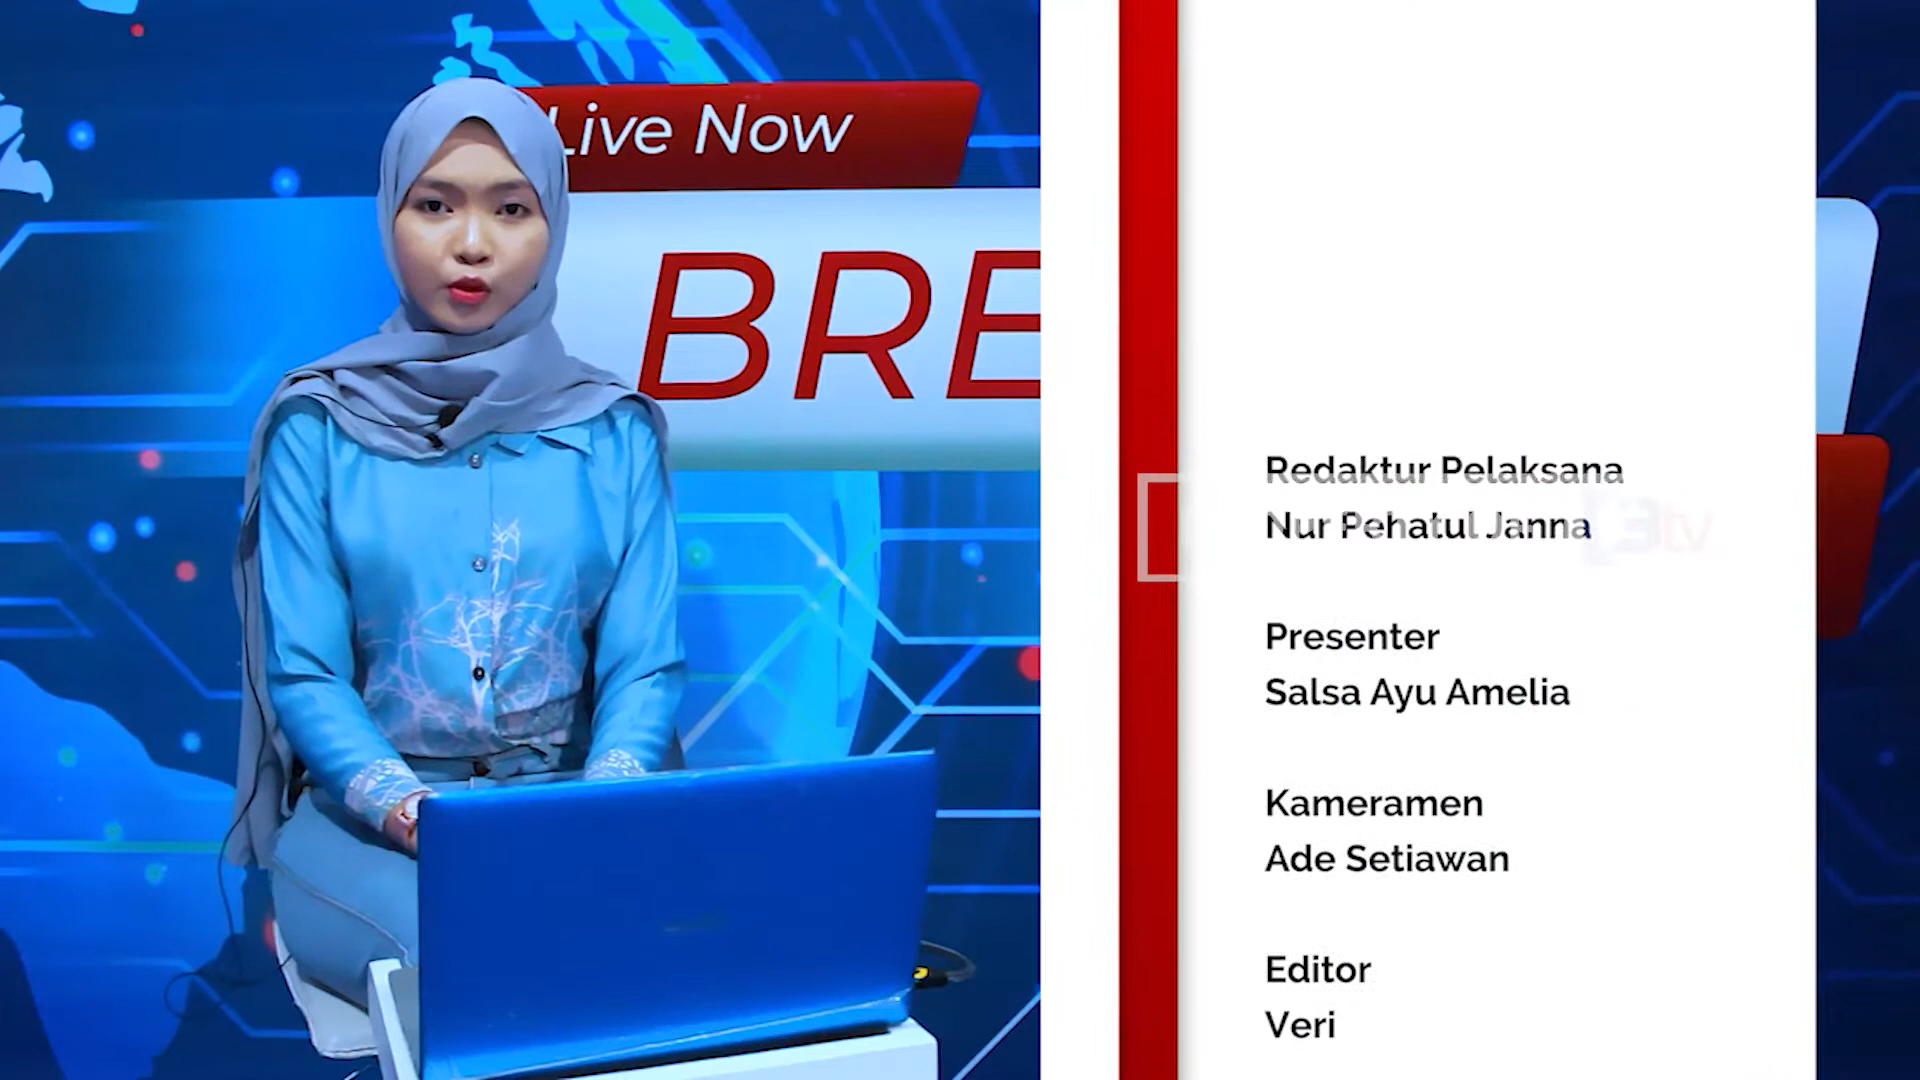 Live Now
BRE
Redaktur Pelaksana
Nur Pehatul Janna
Presenter
Salsa Ayu Amelia
Kameramen
Ade Setiawan
Editor
Veri